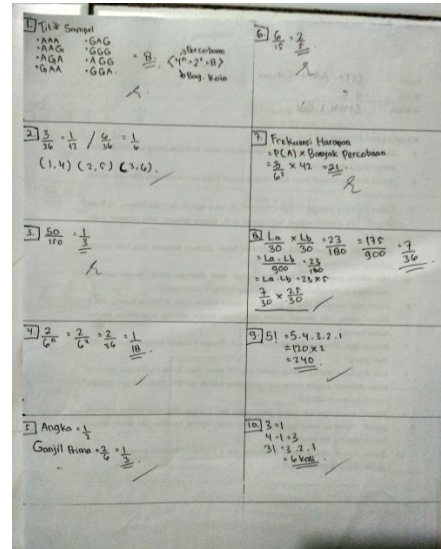 1. Titik Sampel
• AAA • GAG
• AAG • GGG
• AGA • AGG
• GAA • GGA.
= 8.
→ Percobaan
→ Bag. Koin
2. 3/36 = 1/12 / 6/36 = 1/6
(1,4) (2,5) (3,6).
3. 50/150 = 1/3
4. 2/6ⁿ = 2/6² = 2/36 = 1/18
5. Angka = 1/2
Ganjil Prima = 2/6 = 1/3
6. 6/15 = 2/5
7. Frekuensi Harapan
= P(A) × Banyak Percobaan
= 3/6² × 42 = 21.
8. La/30 × Lb/30 = 23/180 = 175/900 = 7/36
= La . Lb/900 = 23/180
= La . Lb = 23 × 5
7/30 × 25/30
9. 5! = 5.4.3.2.1
= 120 × 2
= 240
10. 3 = 1
4 - 1 = 3
3! = 3.2.1
= 6 kali.